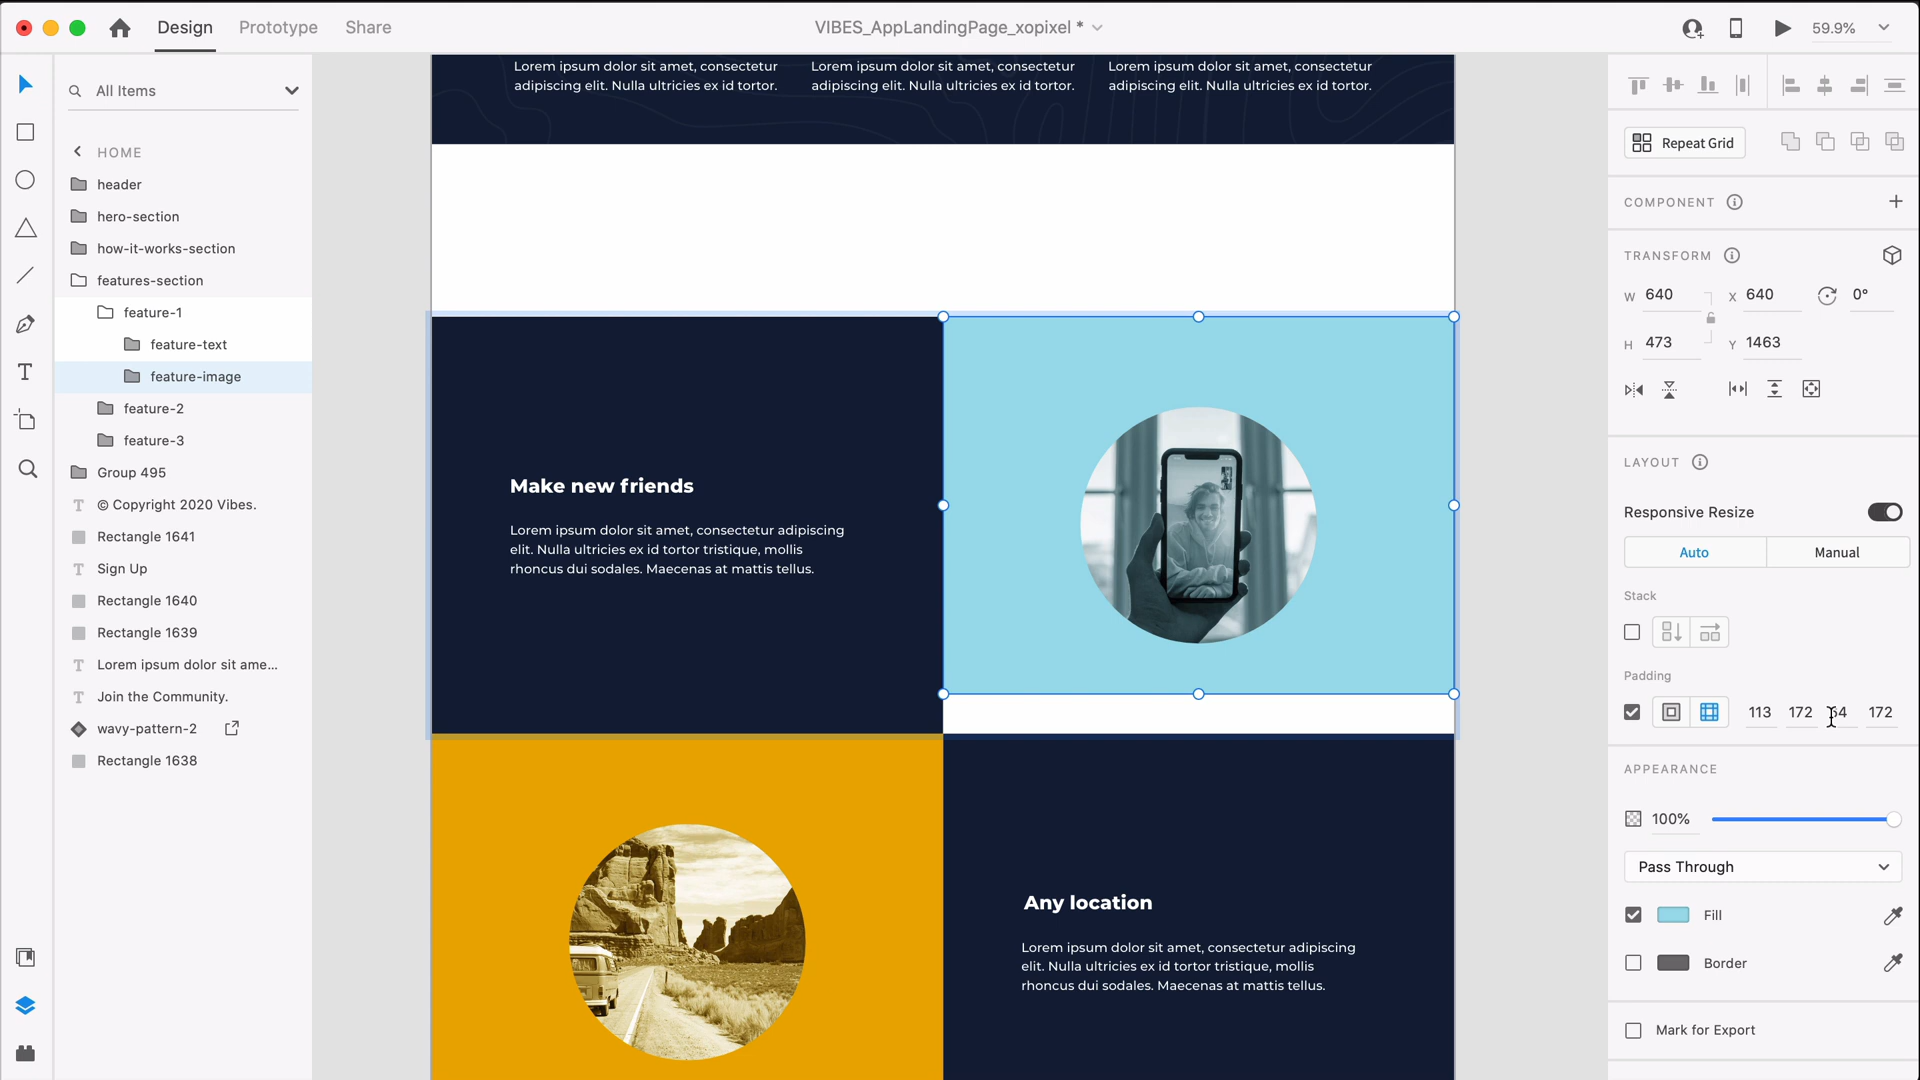 Design
Prototype
Share
VIBES_AppLandingPage_xopixel *
59.9%
All Items
HOME
header
hero-section
how-it-works-section
features-section
feature-1
feature-text
feature-image
feature-2
feature-3
Group 495
T © Copyright 2020 Vibes.
Rectangle 1641
T Sign Up
Rectangle 1640
Rectangle 1639
T Lorem ipsum dolor sit ame...
T Join the Community.
wavy-pattern-2
Rectangle 1638
Lorem ipsum dolor sit amet, consectetur
adipiscing elit. Nulla ultricies ex id tortor.
Lorem ipsum dolor sit amet, consectetur
adipiscing elit. Nulla ultricies ex id tortor.
Lorem ipsum dolor sit amet, consectetur
adipiscing elit. Nulla ultricies ex id tortor.
Make new friends
Lorem ipsum dolor sit amet, consectetur adipiscing
elit. Nulla ultricies ex id tortor tristique, mollis
rhoncus dui sodales. Maecenas at mattis tellus.
Any location
Lorem ipsum dolor sit amet, consectetur adipiscing
elit. Nulla ultricies ex id tortor tristique, mollis
rhoncus dui sodales. Maecenas at mattis tellus.
Repeat Grid
COMPONENT
TRANSFORM
W 640 X 640 0°
H 473 Y 1463
LAYOUT
Responsive Resize
Auto
Manual
Stack
Padding
113 172 172
APPEARANCE
100%
Pass Through
Fill
Border
Mark for Export